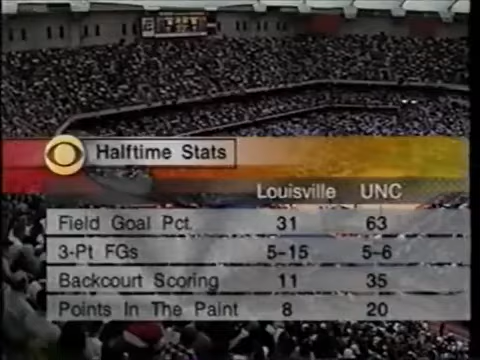 Halftime Stats
Louisville UNC
Field Goal Pct. 31 63
3-Pt FGs 5-15 5-6
Backcourt Scoring 11 35
Points In The Paint 8 20